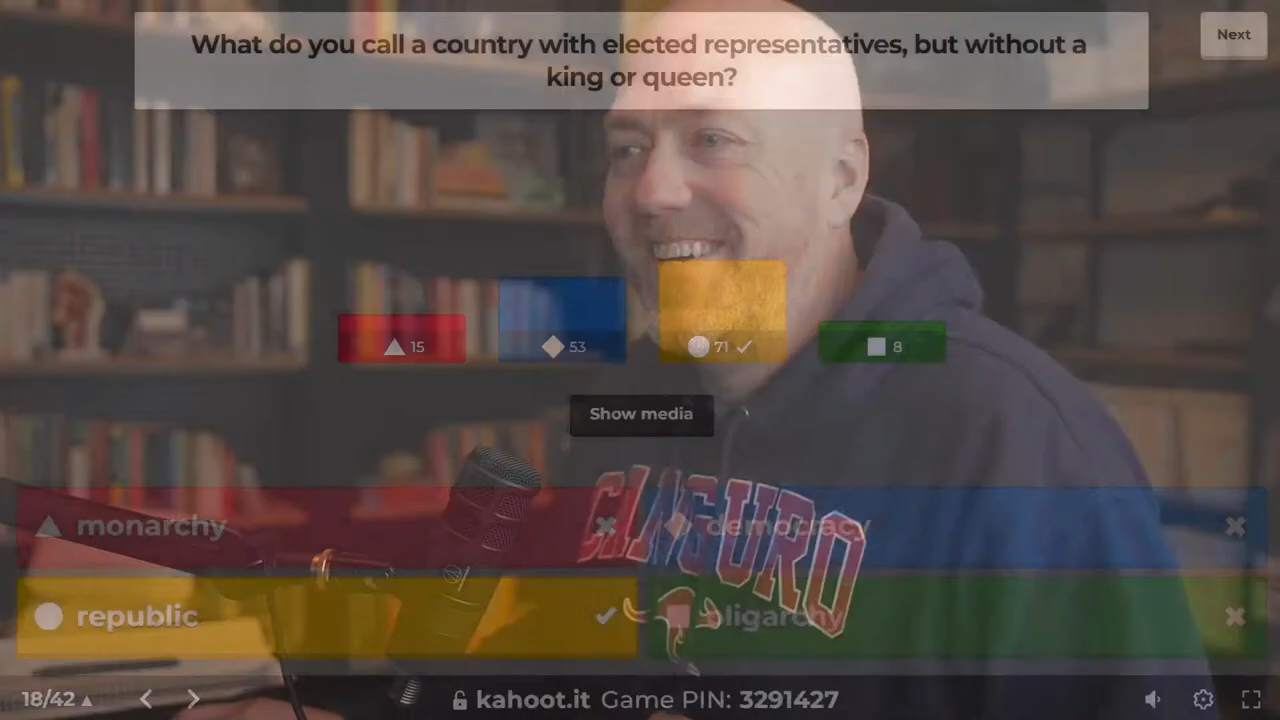 What do you call a country with elected representatives, but without a
king or queen?
Next
15
53
71
8
Show media
monarchy
democracy
republic
oligarchy
CANGURO
18/42
kahoot.it Game PIN: 3291427